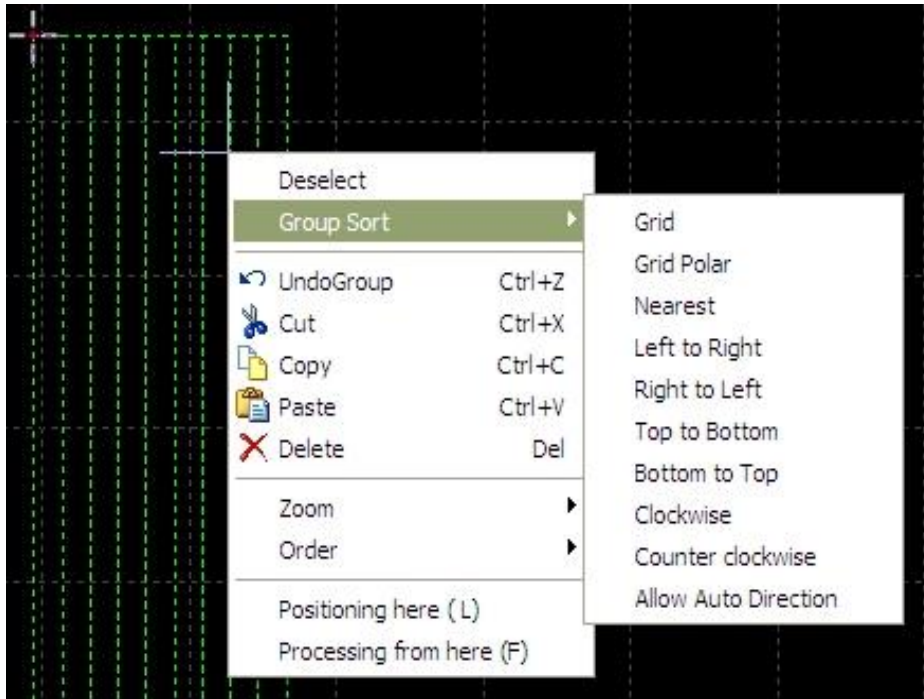 Deselect
Group Sort
UndoGroup Ctrl+Z
Cut Ctrl+X
Copy Ctrl+C
Paste Ctrl+V
Delete Del
Zoom
Order
Positioning here ( L)
Processing from here (F)
Grid
Grid Polar
Nearest
Left to Right
Right to Left
Top to Bottom
Bottom to Top
Clockwise
Counter clockwise
Allow Auto Direction